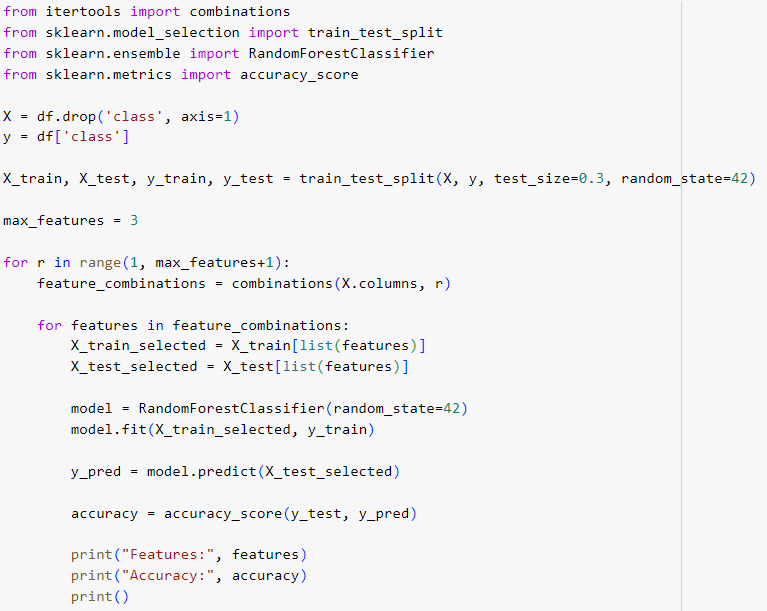 from itertools import combinations
from sklearn.model_selection import train_test_split
from sklearn.ensemble import RandomForestClassifier
from sklearn.metrics import accuracy_score

X = df.drop('class', axis=1)
y = df['class']

X_train, X_test, y_train, y_test = train_test_split(X, y, test_size=0.3, random_state=42)

max_features = 3

for r in range(1, max_features+1):
    feature_combinations = combinations(X.columns, r)

    for features in feature_combinations:
        X_train_selected = X_train[list(features)]
        X_test_selected = X_test[list(features)]

        model = RandomForestClassifier(random_state=42)
        model.fit(X_train_selected, y_train)

        y_pred = model.predict(X_test_selected)

        accuracy = accuracy_score(y_test, y_pred)

        print("Features:", features)
        print("Accuracy:", accuracy)
        print()